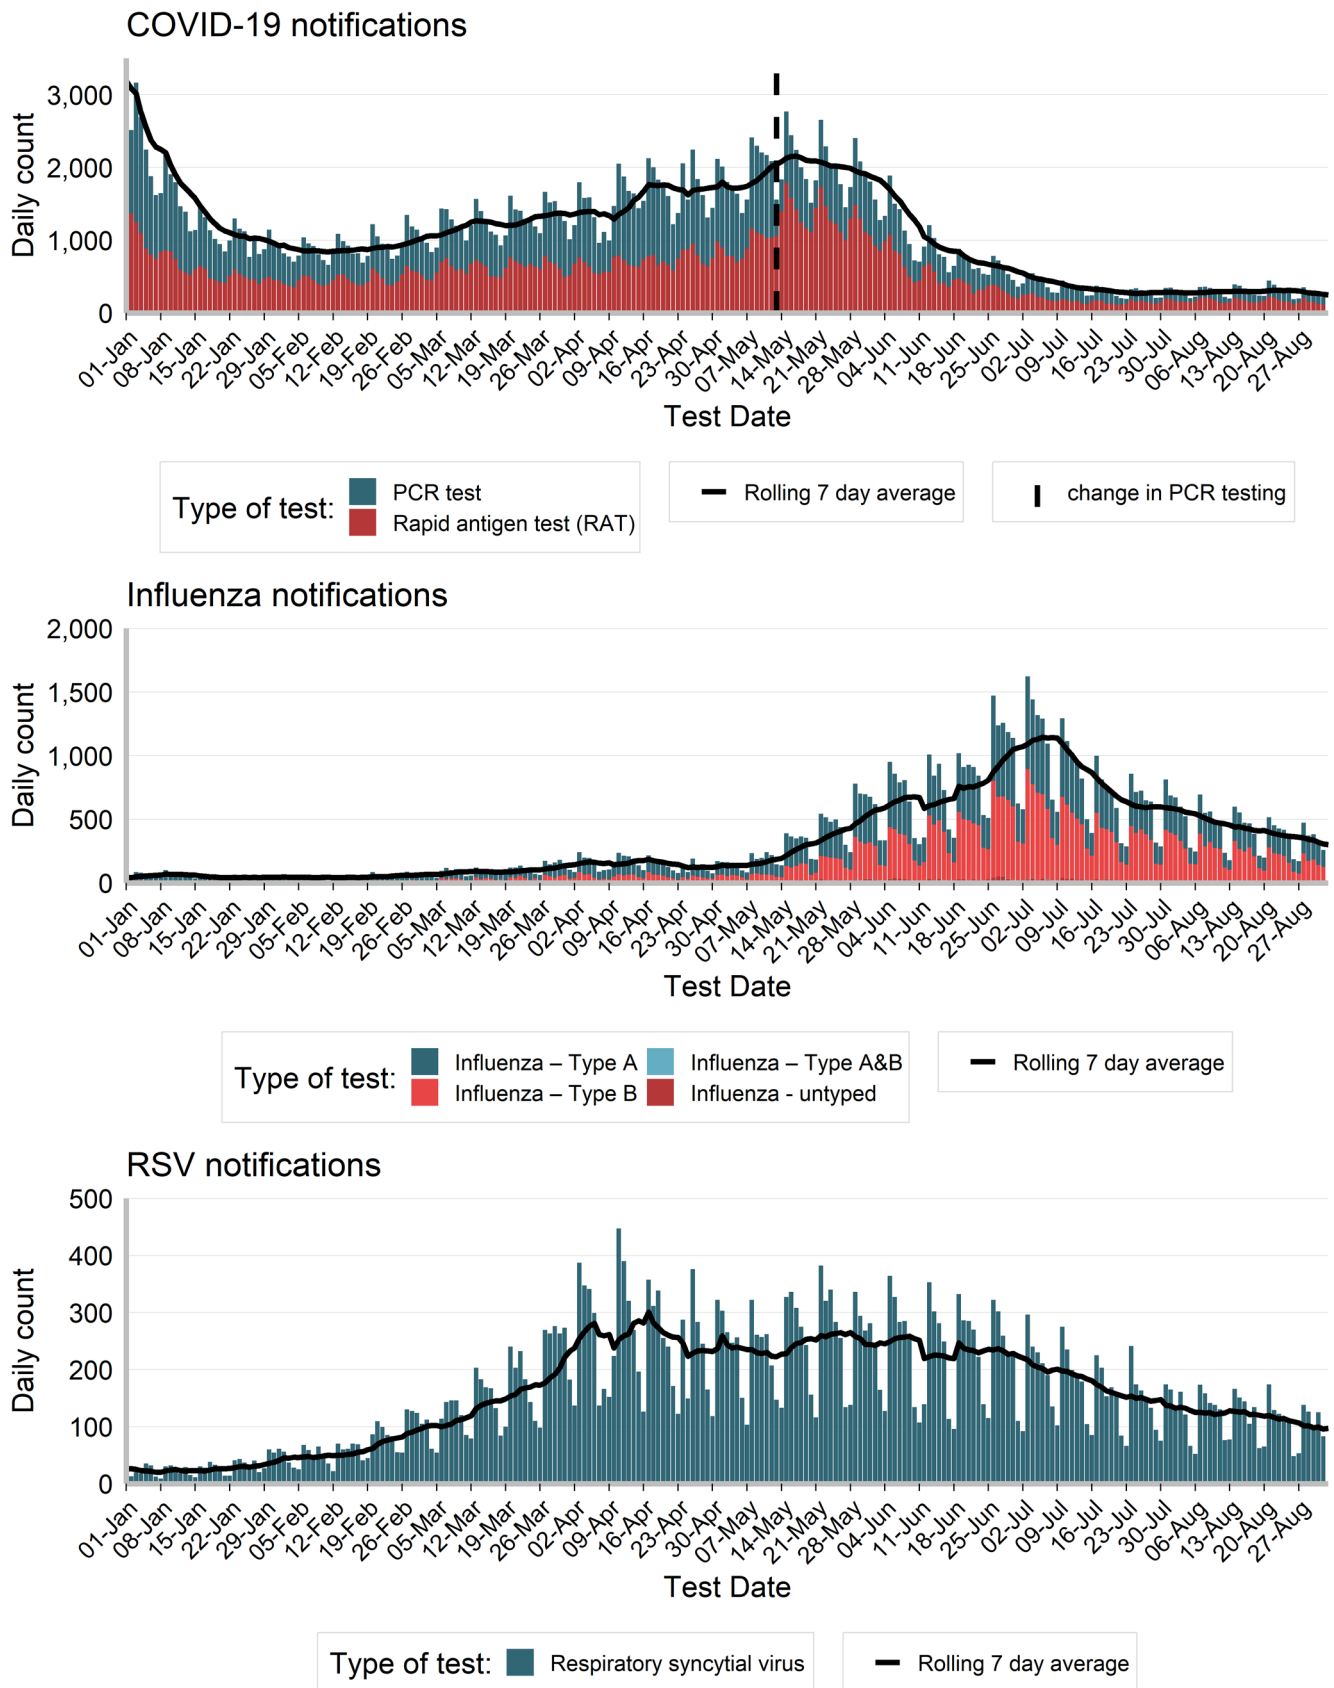 COVID-19 notifications
Daily count
3,000
2,000
1,000
0
01-Jan 08-Jan 15-Jan 22-Jan 29-Jan 05-Feb 12-Feb 19-Feb 26-Feb 05-Mar 12-Mar 19-Mar 26-Mar 02-Apr 09-Apr 16-Apr 23-Apr 30-Apr 07-May 14-May 21-May 28-May 04-Jun 11-Jun 18-Jun 25-Jun 02-Jul 09-Jul 16-Jul 23-Jul 30-Jul 06-Aug 13-Aug 20-Aug 27-Aug
Test Date
Type of test:
PCR test
Rapid antigen test (RAT)
Rolling 7 day average
change in PCR testing
Influenza notifications
Daily count
2,000
1,500
1,000
500
0
01-Jan 08-Jan 15-Jan 22-Jan 29-Jan 05-Feb 12-Feb 19-Feb 26-Feb 05-Mar 12-Mar 19-Mar 26-Mar 02-Apr 09-Apr 16-Apr 23-Apr 30-Apr 07-May 14-May 21-May 28-May 04-Jun 11-Jun 18-Jun 25-Jun 02-Jul 09-Jul 16-Jul 23-Jul 30-Jul 06-Aug 13-Aug 20-Aug 27-Aug
Test Date
Type of test:
Influenza – Type A
Influenza – Type A&B
Influenza – Type B
Influenza - untyped
Rolling 7 day average
RSV notifications
Daily count
500
400
300
200
100
0
01-Jan 08-Jan 15-Jan 22-Jan 29-Jan 05-Feb 12-Feb 19-Feb 26-Feb 05-Mar 12-Mar 19-Mar 26-Mar 02-Apr 09-Apr 16-Apr 23-Apr 30-Apr 07-May 14-May 21-May 28-May 04-Jun 11-Jun 18-Jun 25-Jun 02-Jul 09-Jul 16-Jul 23-Jul 30-Jul 06-Aug 13-Aug 20-Aug 27-Aug
Test Date
Type of test:
Respiratory syncytial virus
Rolling 7 day average